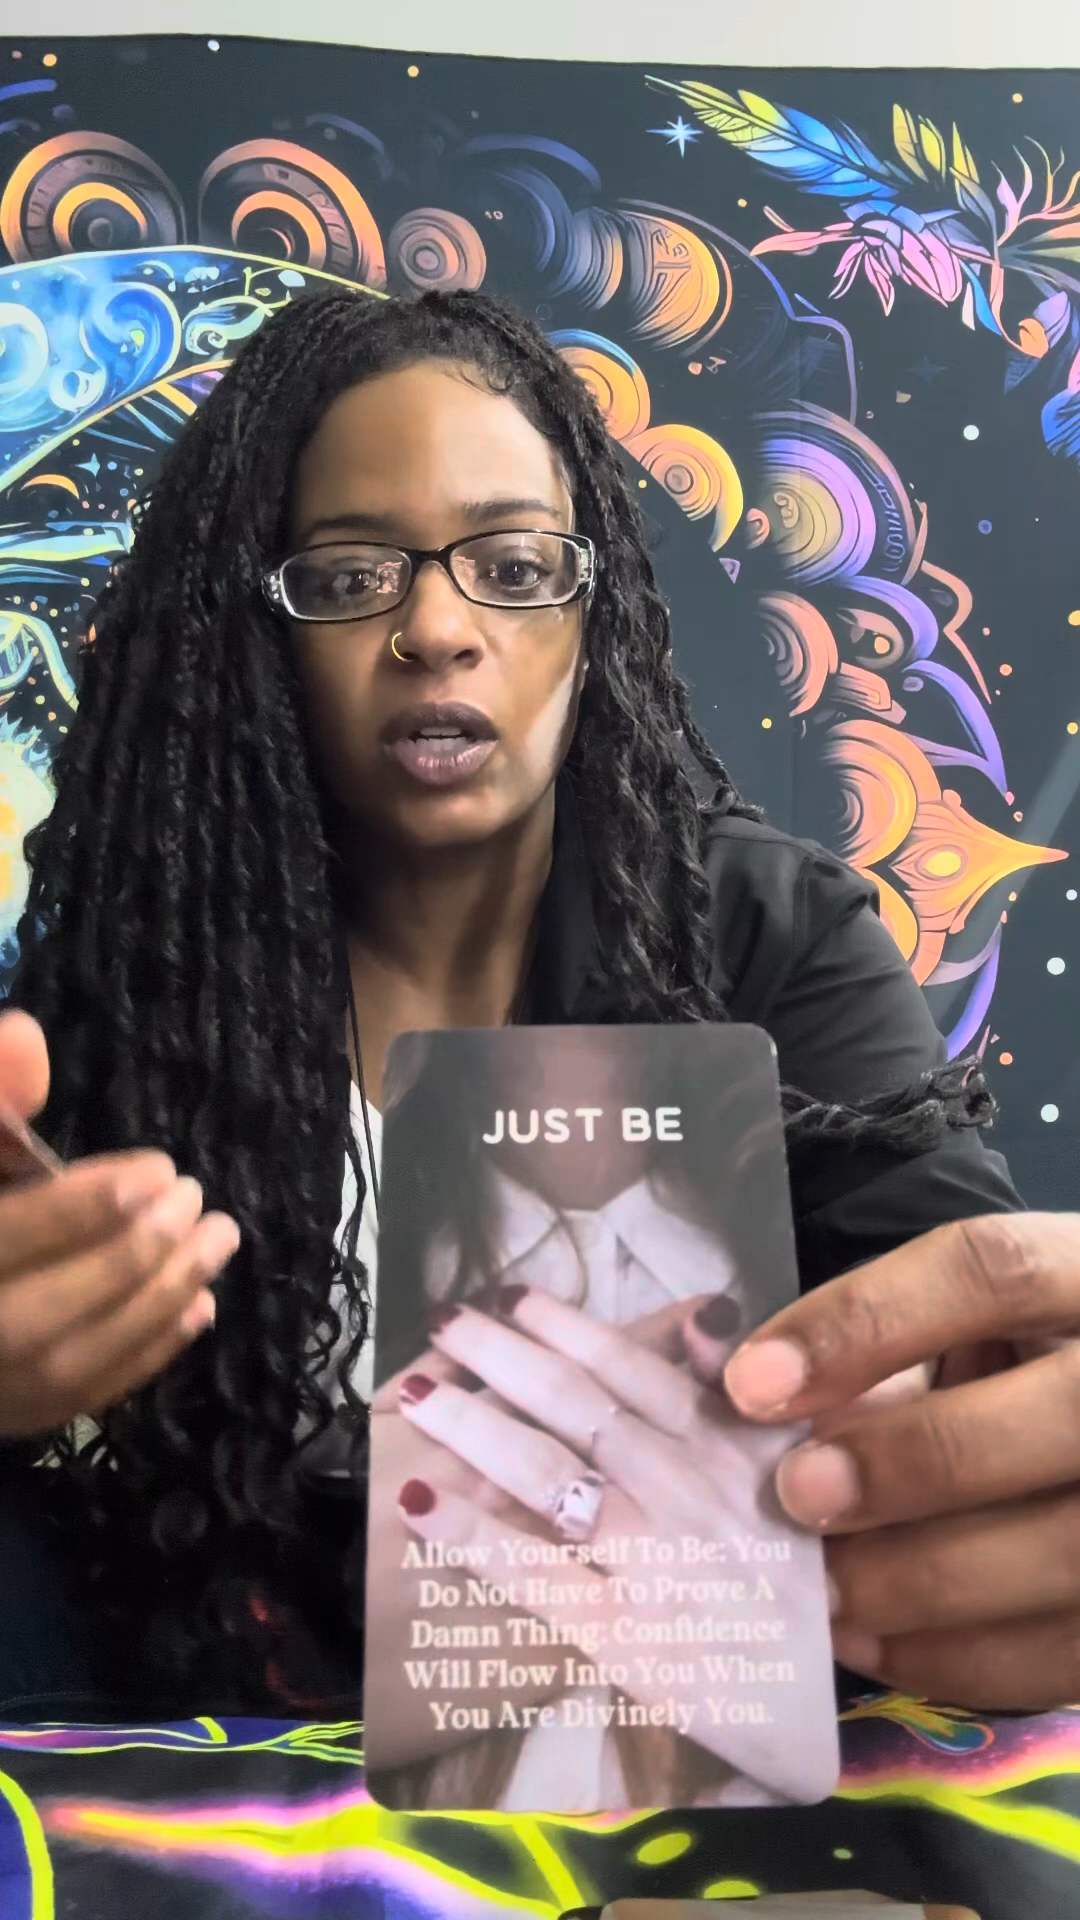 JUST BE
Allow Yourself To Be; You
Do Not Have To Prove A
Damn Thing; Confidence
Will Flow Into You When
You Are Divinely You.